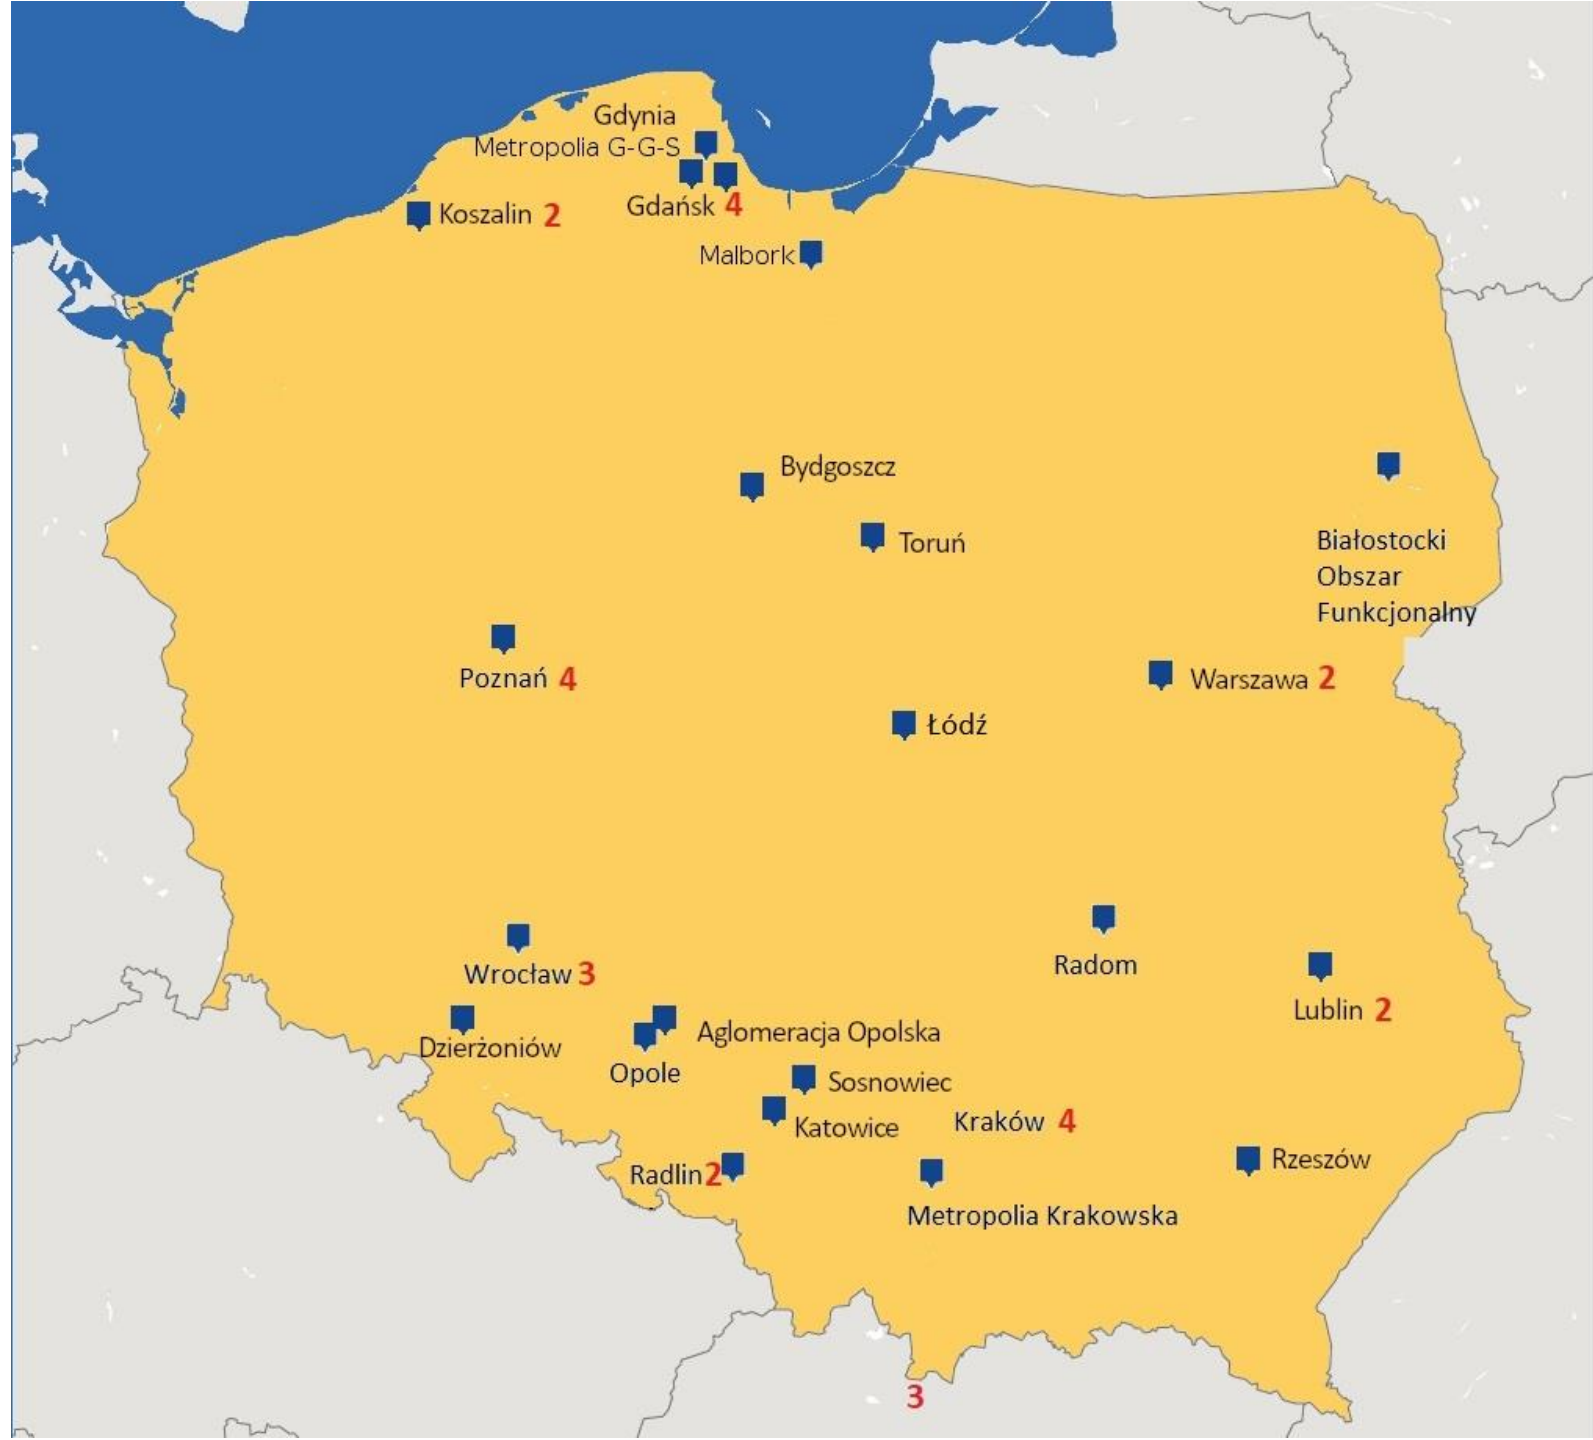 Gdynia
Metropolia G-G-S
Gdańsk 4
Koszalin 2
Malbork
Bydgoszcz
Toruń
Białostocki
Obszar
Funkcjonalny
Poznań 4
Warszawa 2
Łódź
Wrocław 3
Radom
Lublin 2
Dzierżoniów
Aglomeracja Opolska
Opole
Sosnowiec
Katowice
Kraków 4
Radlin 2
Rzeszów
Metropolia Krakowska
3